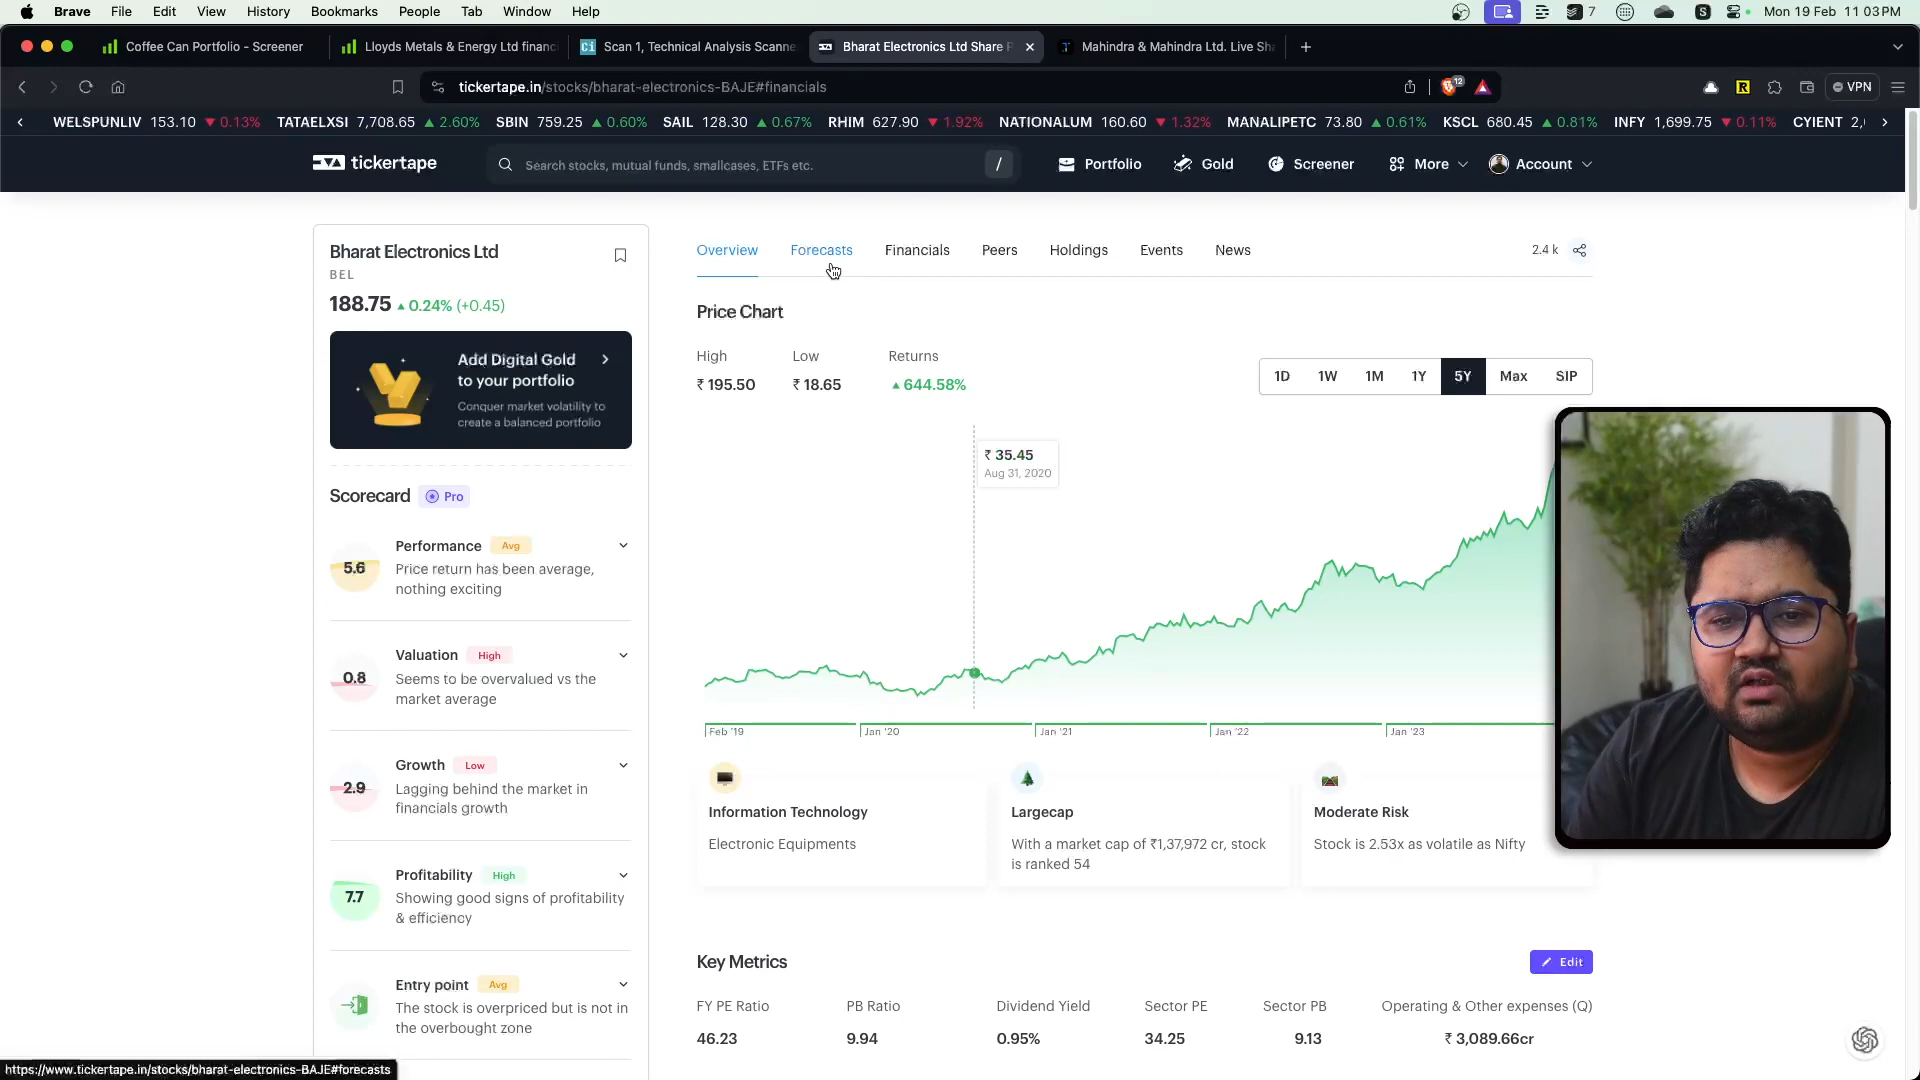 Brave File Edit View History Bookmarks People Tab Window Help
7 S Mon 19 Feb 11 03 PM
Coffee Can Portfolio - Screener
Lloyds Metals & Energy Ltd financ
Ci Scan 1, Technical Analysis Scanne
Bharat Electronics Ltd Share P
Mahindra & Mahindra Ltd. Live Sha
tickertape.in/stocks/bharat-electronics-BAJE#financials
12
R
VPN
WELSPUNLIV 153.10 ▼ 0.13% TATAELXSI 7,708.65 ▲ 2.60% SBIN 759.25 ▲ 0.60% SAIL 128.30 ▲ 0.67% RHIM 627.90 ▼ 1.92% NATIONALUM 160.60 ▼ 1.32% MANALIPETC 73.80 ▲ 0.61% KSCL 680.45 ▲ 0.81% INFY 1,699.75 ▼ 0.11% CYIENT 2,
tickertape
Search stocks, mutual funds, smallcases, ETFs etc.
/
Portfolio
Gold
Screener
More
Account
Bharat Electronics Ltd
BEL
188.75 ▲ 0.24% (+0.45)
Add Digital Gold
to your portfolio
Conquer market volatility to
create a balanced portfolio
Scorecard Pro
Performance Avg
5.6
Price return has been average,
nothing exciting
Valuation High
0.8
Seems to be overvalued vs the
market average
Growth Low
2.9
Lagging behind the market in
financials growth
Profitability High
7.7
Showing good signs of profitability
& efficiency
Entry point Avg
The stock is overpriced but is not in
the overbought zone
Overview Forecasts Financials Peers Holdings Events News
2.4 k
Price Chart
High Low Returns
₹ 195.50 ₹ 18.65 ▲ 644.58%
1D 1W 1M 1Y 5Y Max SIP
₹ 35.45
Aug 31, 2020
Feb '19 Jan '20 Jan '21 Jan '22 Jan '23
Information Technology
Electronic Equipments
Largecap
With a market cap of ₹1,37,972 cr, stock
is ranked 54
Moderate Risk
Stock is 2.53x as volatile as Nifty
Key Metrics
Edit
FY PE Ratio PB Ratio Dividend Yield Sector PE Sector PB Operating & Other expenses (Q)
46.23 9.94 0.95% 34.25 9.13 ₹ 3,089.66cr
https://www.tickertape.in/stocks/bharat-electronics-BAJE#forecasts